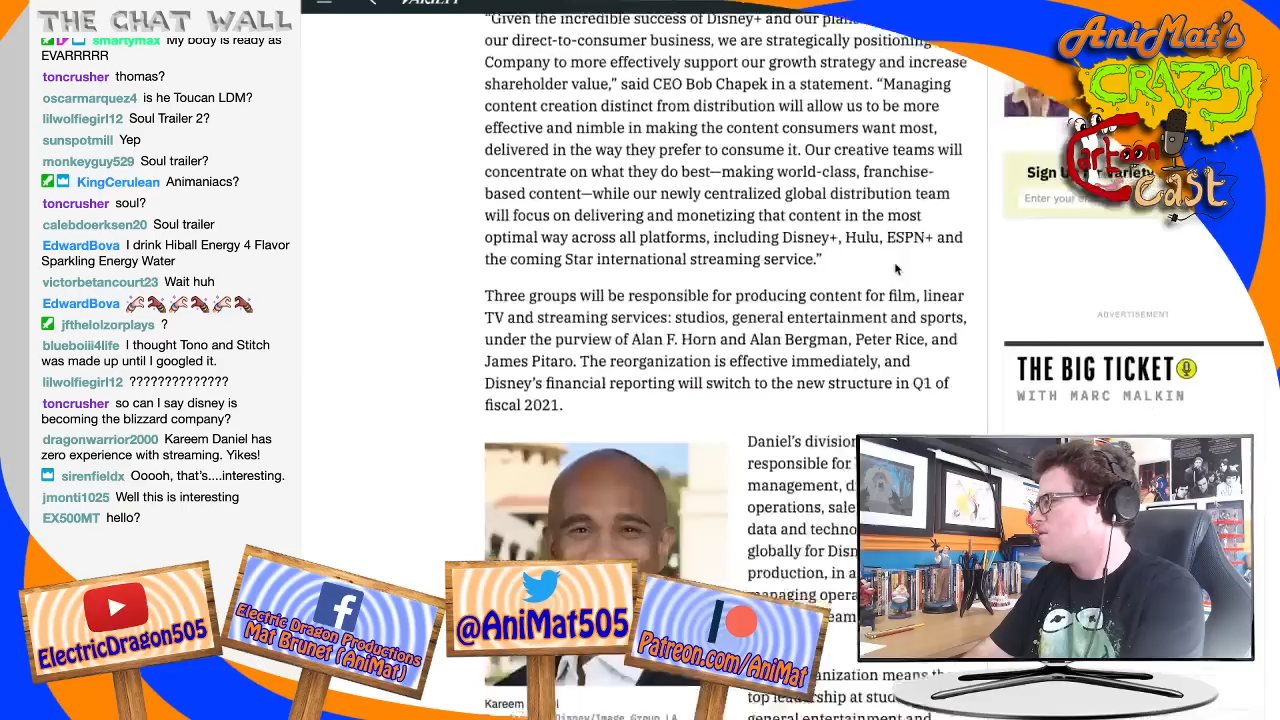 THE CHAT WALL
smartymax My body is ready as
EVARRRRR
toncrusher thomas?
oscarmarquez4 is he Toucan LDM?
lilwolfiegirl12 Soul Trailer 2?
sunspotmill Yep
monkeyguy529 Soul trailer?
KingCerulean Animaniacs?
toncrusher soul?
calebdoerksen20 Soul trailer
EdwardBova I drink Hiball Energy 4 Flavor
Sparkling Energy Water
victorbetancourt23 Wait huh
EdwardBova
jftheloizorplays ?
blueboiii4life I thought Tono and Stitch
was made up until I googled it.
lilwolfiegirl12 ??????????????
toncrusher so can I say disney is
becoming the blizzard company?
dragonwarrior2000 Kareem Daniel has
zero experience with streaming. Yikes!
sirenfieldx Ooooh, that's....interesting.
jmonti1025 Well this is interesting
EX500MT hello?
VARIETY
"Given the incredible success of Disney+ and our
our direct-to-consumer business, we are strategically positioning
Company to more effectively support our growth strategy and increase
shareholder value," said CEO Bob Chapek in a statement. "Managing
content creation distinct from distribution will allow us to be more
effective and nimble in making the content consumers want most,
delivered in the way they prefer to consume it. Our creative teams will
concentrate on what they do best—making world-class, franchise-
based content—while our newly centralized global distribution team
will focus on delivering and monetizing that content in the most
optimal way across all platforms, including Disney+, Hulu, ESPN+ and
the coming Star international streaming service."
Three groups will be responsible for producing content for film, linear
TV and streaming services: studios, general entertainment and sports,
under the purview of Alan F. Horn and Alan Bergman, Peter Rice, and
James Pitaro. The reorganization is effective immediately, and
Disney's financial reporting will switch to the new structure in Q1 of
fiscal 2021.
Daniel's division
responsible for
management,
operations,
data and
globally for
production, in a
Kareem
top leadership at
general entertainment and
AniMat's
CRAZY
Cartoon
Cast
Sign Variety
Enter your
ADVERTISEMENT
THE BIG TICKET
WITH MARC MALKIN
ElectricDragon505
Electric Dragon Productions
Mat Brunet (AniMat)
@AniMat505
Patreon.com/AniMat